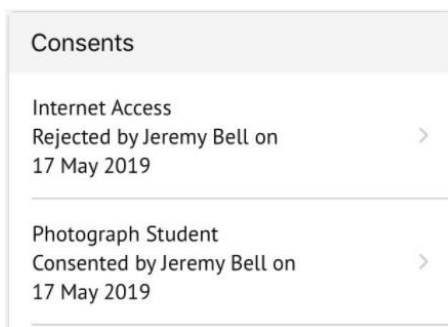 Consents
Internet Access
Rejected by Jeremy Bell on
17 May 2019
Photograph Student
Consented by Jeremy Bell on
17 May 2019